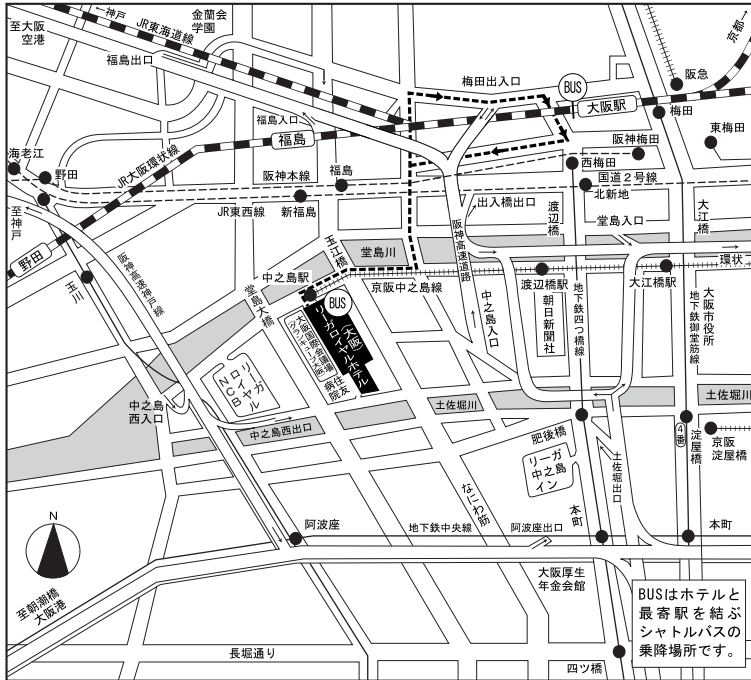 至大阪
空港
←神戸
JR東海道線
金蘭会
学園
福島出口
梅田出入口
BUS
京都
阪急
大阪駅
梅田
福島入口
福島
東梅田
阪神梅田
海老江
野田
JR大阪環状線
阪神本線
福島
西梅田
国道2号線
北新地
JR東西線
新福島
出入橋出口
渡辺橋
堂島入口
大江橋
至神戸
阪神高速神戸線
野田
玉川
玉江橋
堂島川
阪神高速道路
環状
中之島駅
BUS
京阪中之島線
渡辺橋駅
大江橋駅
堂島大橋
中之島入口
朝日新聞社
地下鉄四つ橋線
大阪市役所
地下鉄御堂筋線
リーガロイヤルホテル
(大阪)
大阪国際会議場
(グランキューブ大阪)
住友病院
リーガ
ロイヤル
NCB
中之島
西入口
中之島西出口
土佐堀川
土佐堀川
肥後橋
リーガ
中之島
イン
土佐堀出口
4番
淀屋橋
京阪
淀屋橋
なにわ筋
本町
本町
阿波座
地下鉄中央線
阿波座出口
N
大阪厚生
年金会館
至朝潮橋
大阪港
長堀通り
四ツ橋
BUSはホテルと
最寄駅を結ぶ
シャトルバスの
乗降場所です。